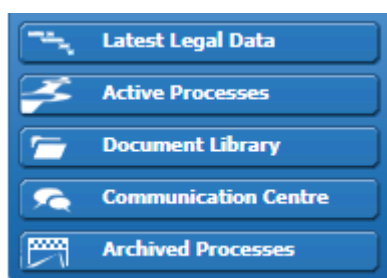 Latest Legal Data
Active Processes
Document Library
Communication Centre
Archived Processes